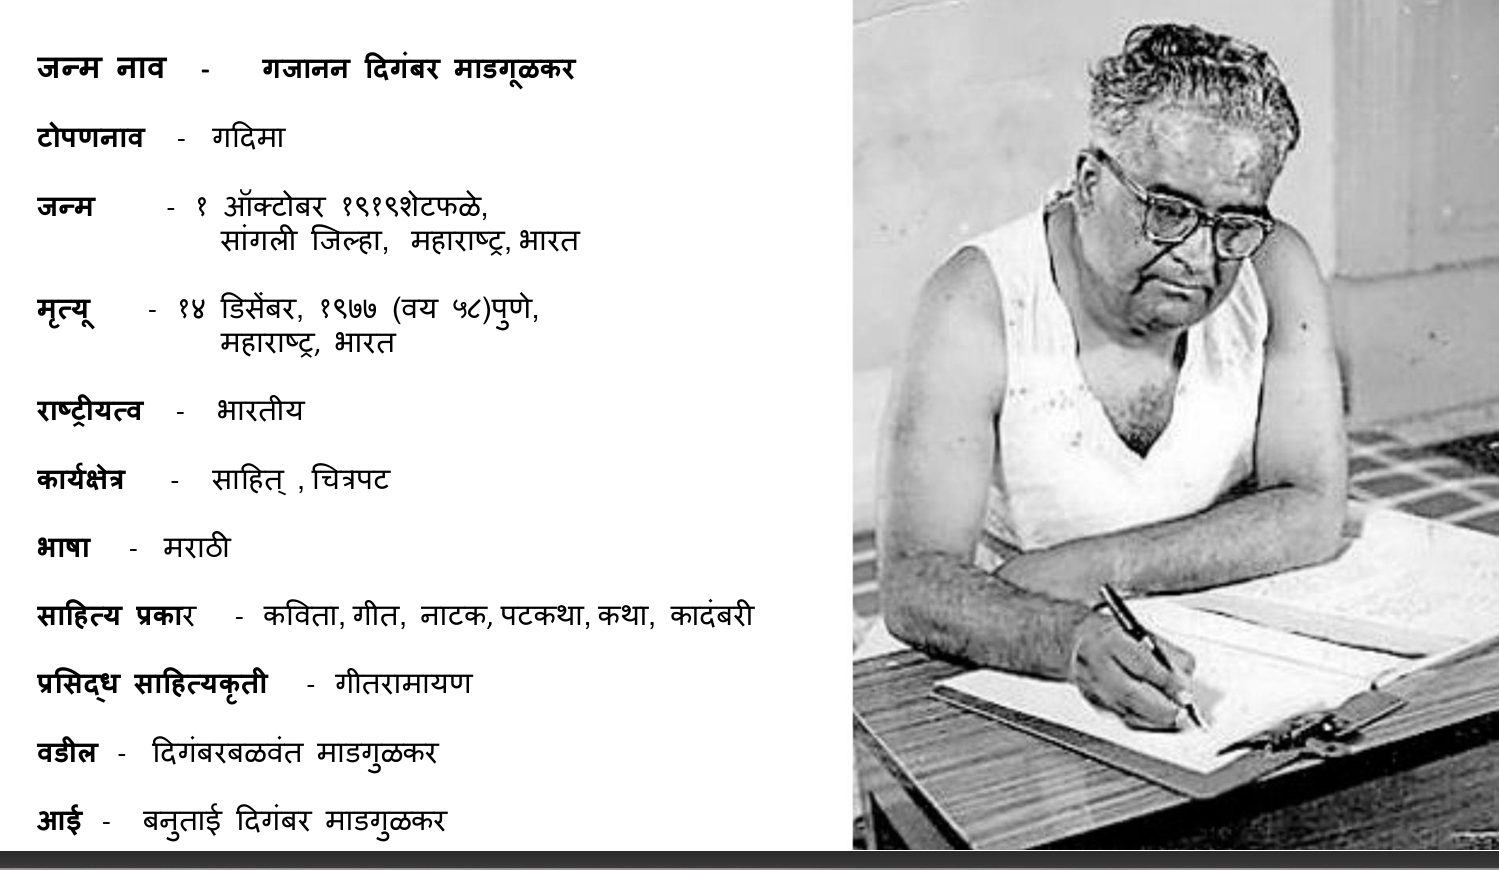 जन्म नाव - गजानन दिगंबर माडगूळकर
टोपणनाव - गदिमा
जन्म - १ ऑक्टोबर १९१९शेटफळे,
सांगली जिल्हा, महाराष्ट्र, भारत
मृत्यू - १४ डिसेंबर, १९७७ (वय ५८)पुणे,
महाराष्ट्र, भारत
राष्ट्रीयत्व - भारतीय
कार्यक्षेत्र - साहित् , चित्रपट
भाषा - मराठी
साहित्य प्रकार - कविता, गीत, नाटक, पटकथा, कथा, कादंबरी
प्रसिद्ध साहित्यकृती - गीतरामायण
वडील - दिगंबरबळवंत माडगुळकर
आई - बनुताई दिगंबर माडगुळकर